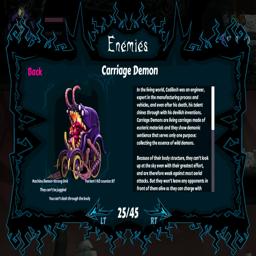 Enemies
Back
Carriage Demon
In the living world, Cadiloch was an engineer,
expert in the manufacturing process and
vehicles, and even after his death, his talent
shines through with his devilish inventions.
Carriage Demons are living carriages made of
esoteric materials and they show demonic
sentience that serves only one purpose:
collecting the essence of wild demons.
Because of their body structure, they can't look
up at the sky even with their greatest effort,
and are therefore weak against most aerial
attacks. But they won't leave any opponents in
front of them alive as they can charge with
Machine Demon-Strong Unit
They can't be juggled
You can't dash through the body
25/45
LT
RT